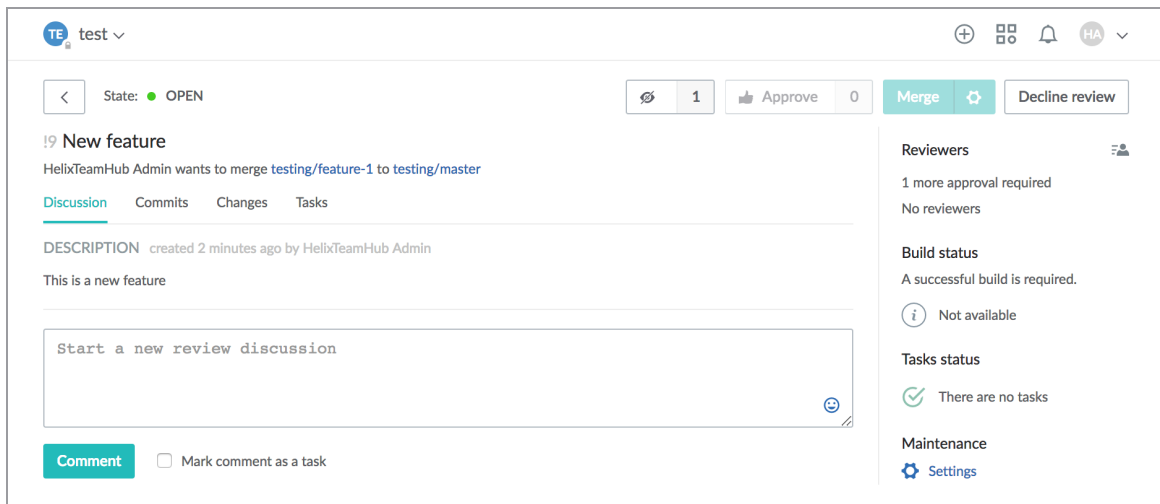 TE test HA
State: OPEN 1 Approve 0 Merge Decline review
!9 New feature
HelixTeamHub Admin wants to merge testing/feature-1 to testing/master
Discussion Commits Changes Tasks
DESCRIPTION created 2 minutes ago by HelixTeamHub Admin
This is a new feature
Start a new review discussion
Comment Mark comment as a task
Reviewers
1 more approval required
No reviewers
Build status
A successful build is required.
i Not available
Tasks status
There are no tasks
Maintenance
Settings